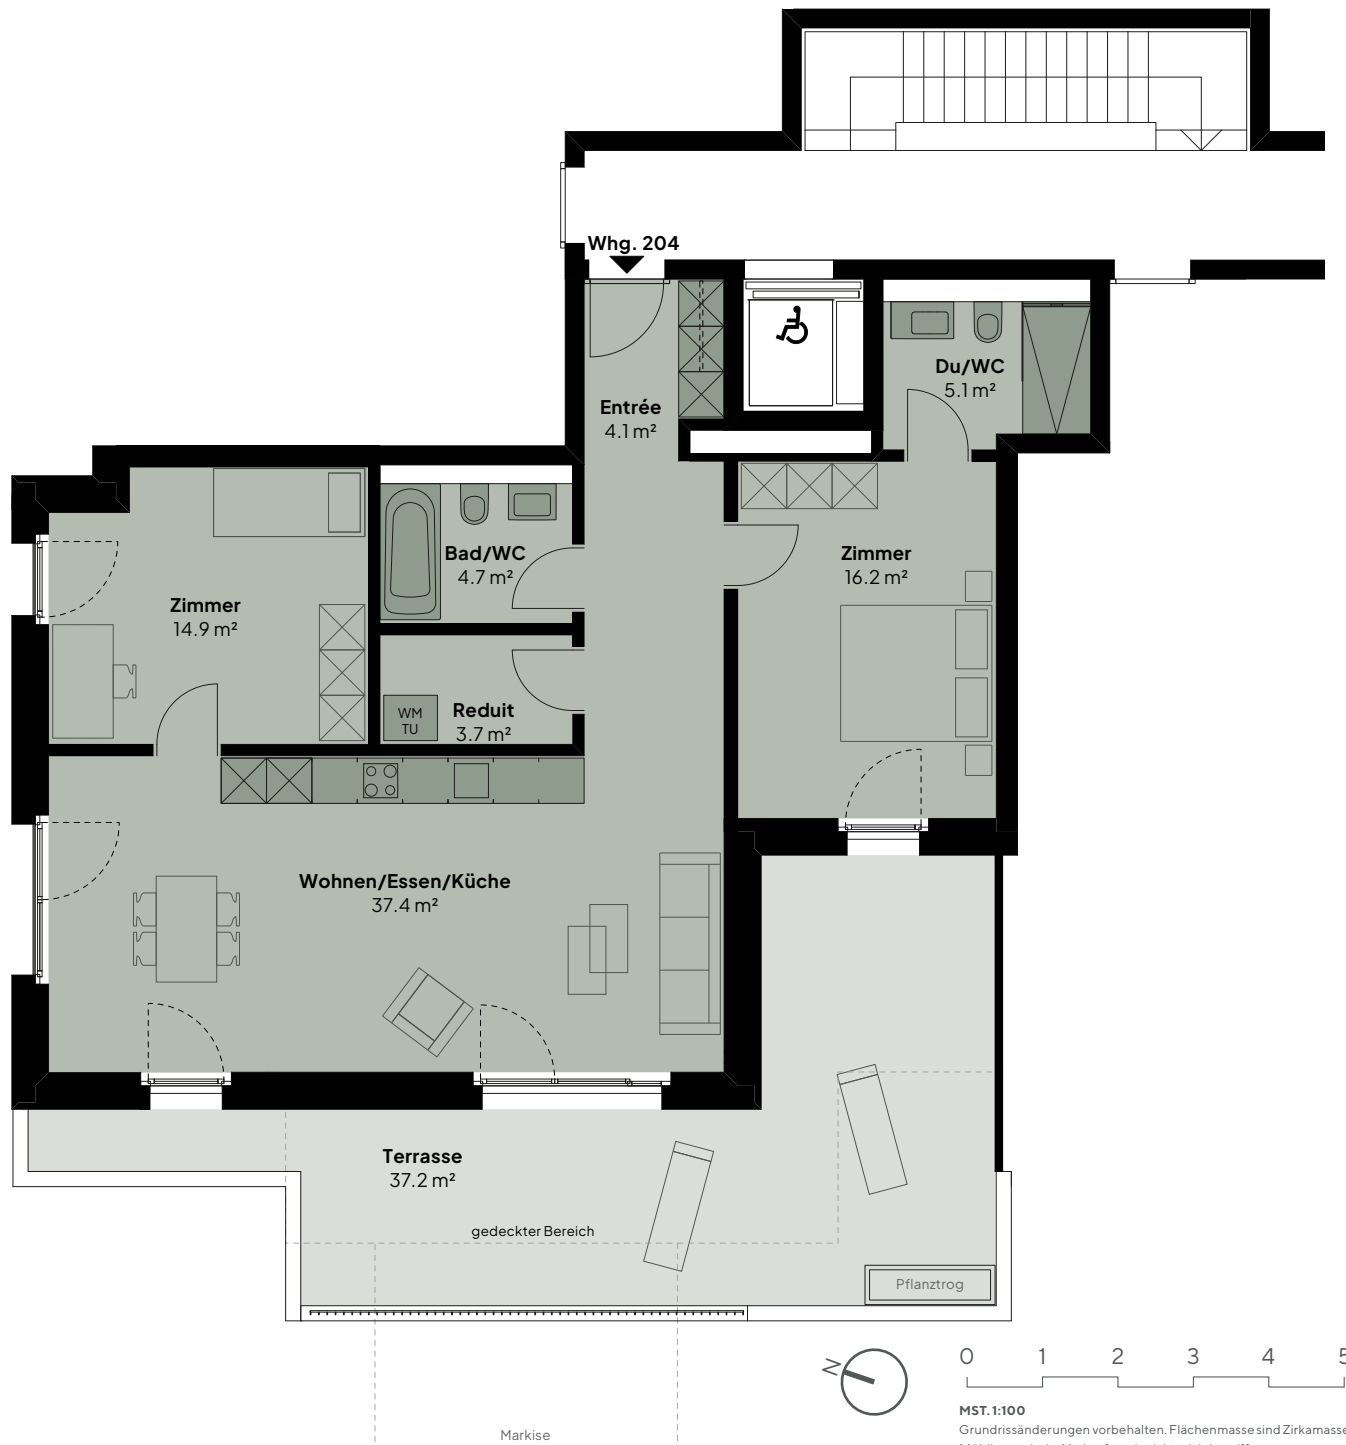 Whg. 204
Du/WC
5.1 m²
Entrée
4.1 m²
Bad/WC
4.7 m²
Zimmer
16.2 m²
Zimmer
14.9 m²
WM
TU
Reduit
3.7 m²
Wohnen/Essen/Küche
37.4 m²
Terrasse
37.2 m²
gedeckter Bereich
Pflanztrog
Markise
N
0 1 2 3 4 5
MST. 1:100
Grundrissänderungen vorbehalten. Flächenmasse sind Zirkamasse